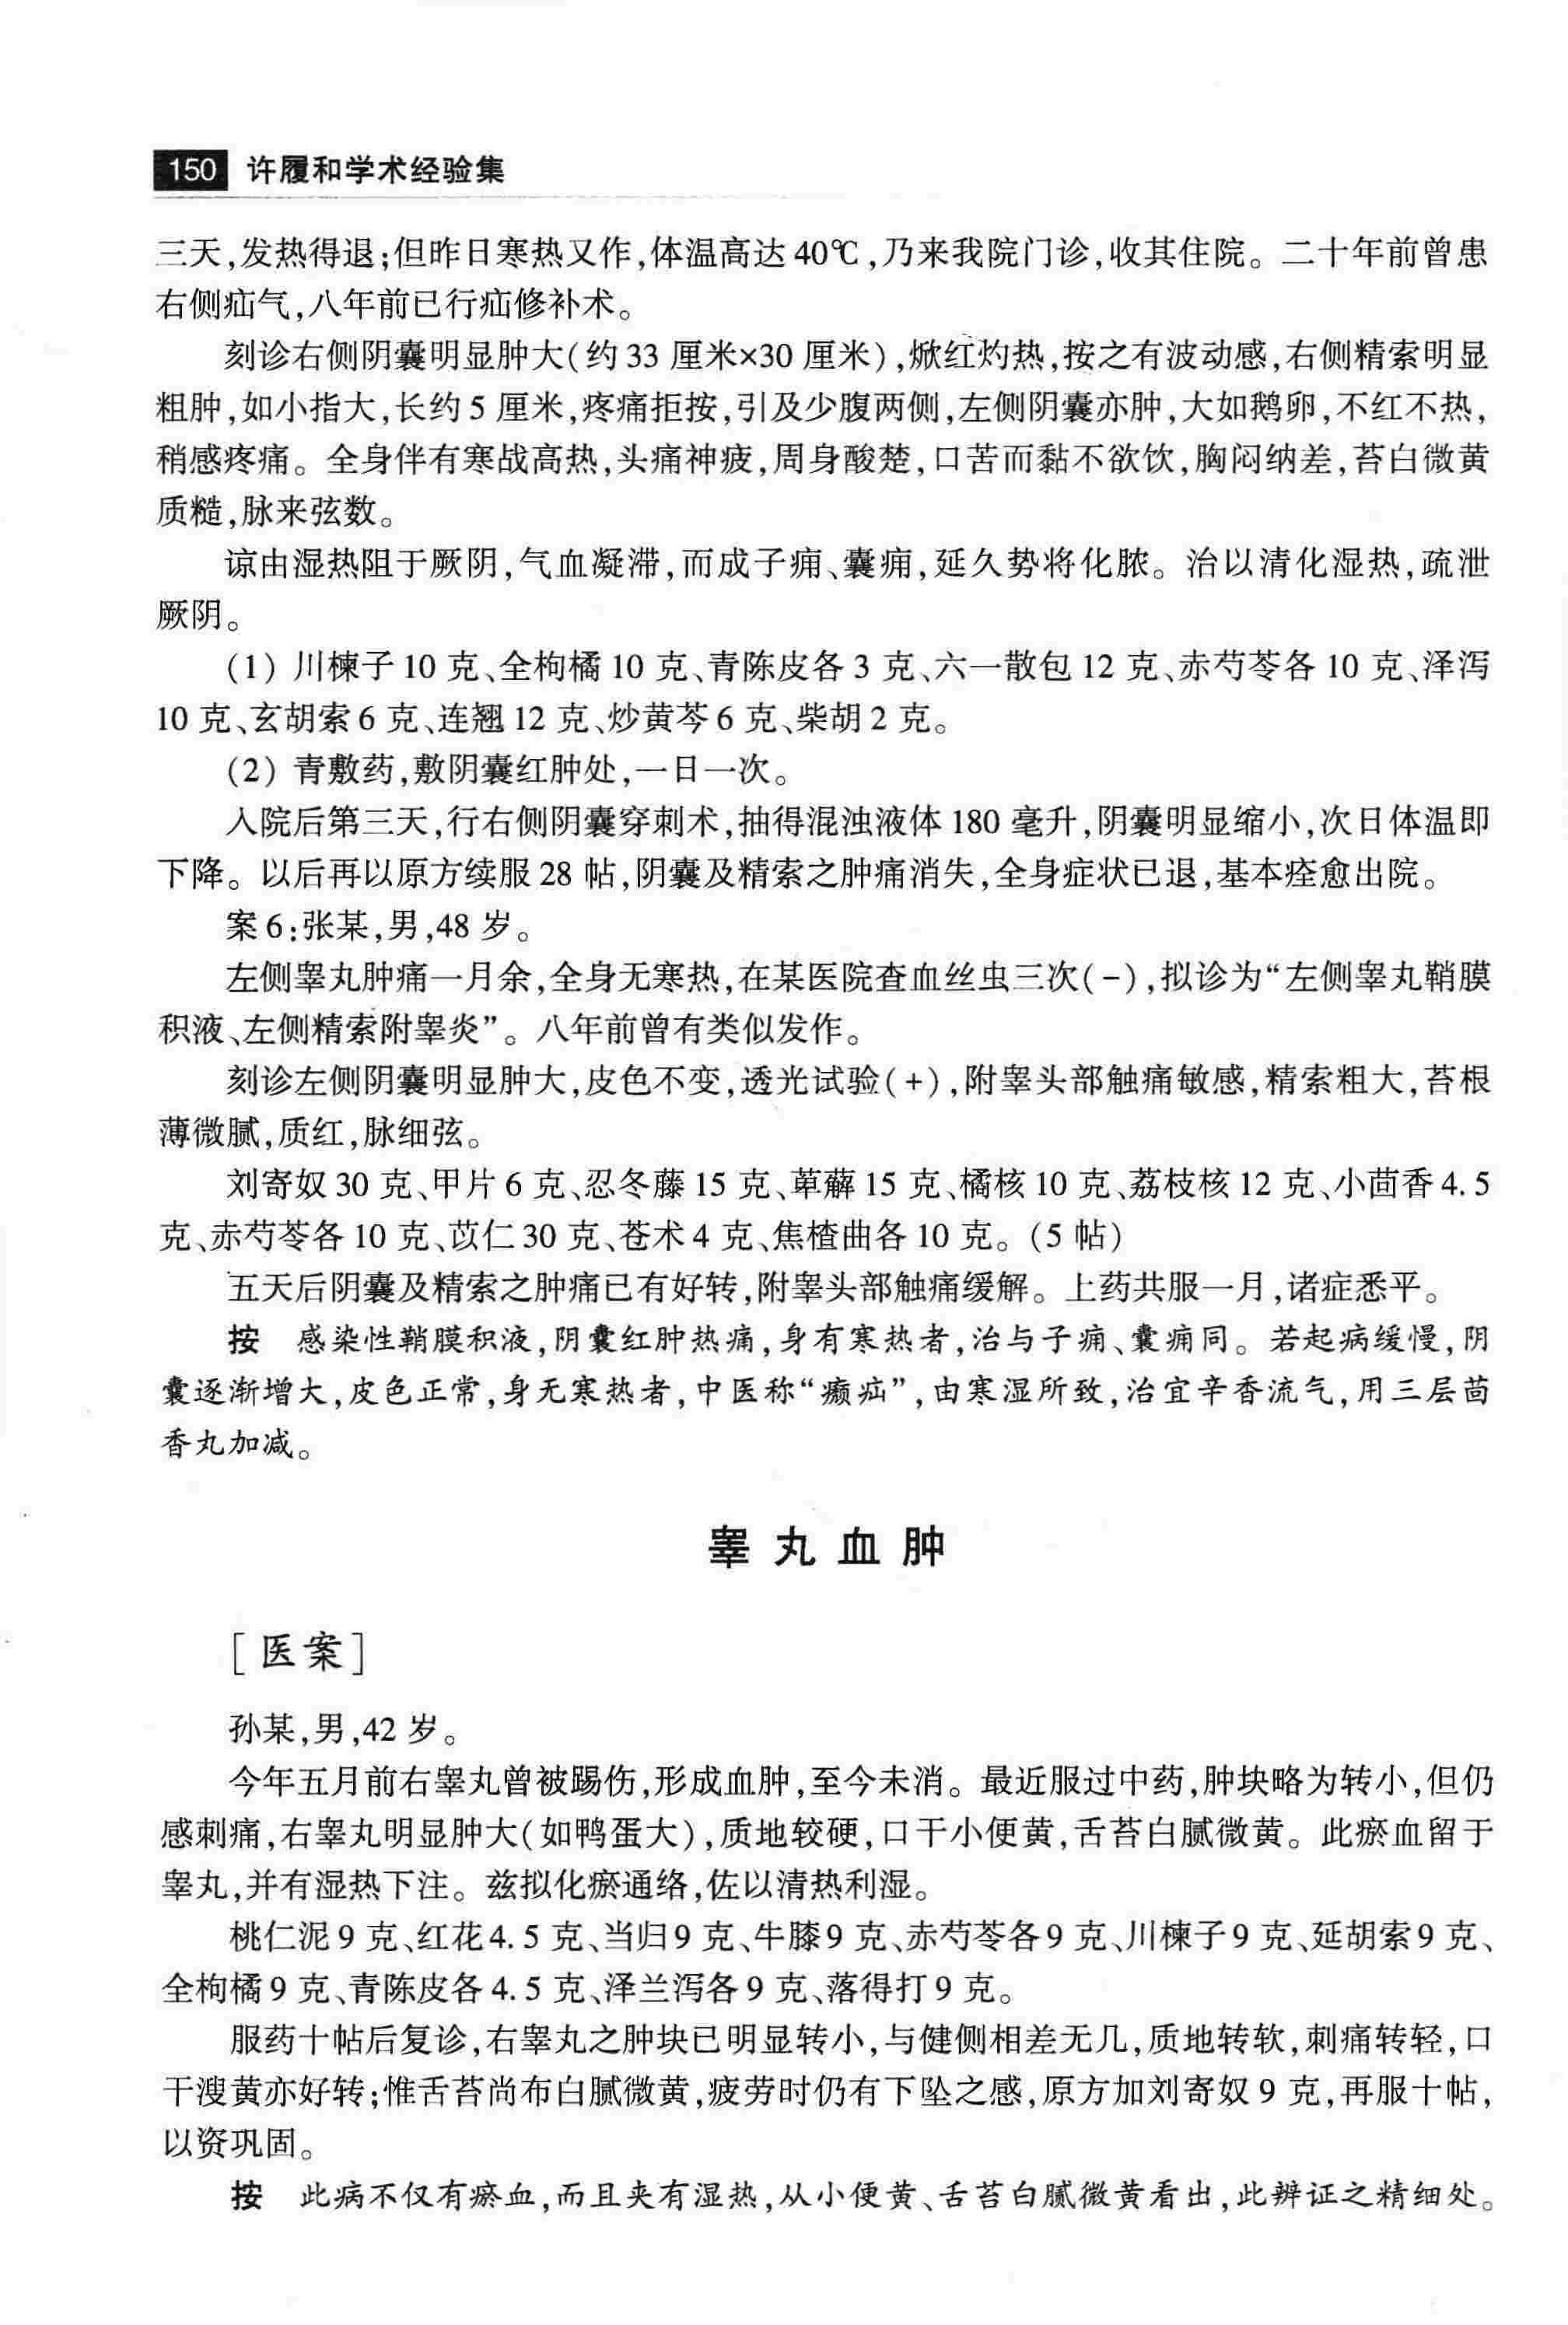 150 许履和学术经验集
三天,发热得退;但昨日寒热又作,体温高达40℃,乃来我院门诊,收其住院。二十年前曾患
右侧疝气,八年前已行疝修补术。
刻诊右侧阴囊明显肿大(约33厘米×30厘米),焮红灼热,按之有波动感,右侧精索明显
粗肿,如小指大,长约5厘米,疼痛拒按,引及少腹两侧,左侧阴囊亦肿,大如鹅卵,不红不热,
稍感疼痛。全身伴有寒战高热,头痛神疲,周身酸楚,口苦而黏不欲饮,胸闷纳差,苔白微黄
质糙,脉来弦数。
谅由湿热阻于厥阴,气血凝滞,而成子痈、囊痈,延久势将化脓。治以清化湿热,疏泄
厥阴。
(1) 川楝子10克、全枸橘10克、青陈皮各3克、六一散包12克、赤芍苓各10克、泽泻
10克、玄胡索6克、连翘12克、炒黄芩6克、柴胡2克。
(2) 青敷药,敷阴囊红肿处,一日一次。
入院后第三天,行右侧阴囊穿刺术,抽得混浊液体180毫升,阴囊明显缩小,次日体温即
下降。以后再以原方续服28帖,阴囊及精索之肿痛消失,全身症状已退,基本痊愈出院。
案6:张某,男,48岁。
左侧睾丸肿痛一月余,全身无寒热,在某医院查血丝虫三次(-),拟诊为“左侧睾丸鞘膜
积液、左侧精索附睾炎”。八年前曾有类似发作。
刻诊左侧阴囊明显肿大,皮色不变,透光试验(+),附睾头部触痛敏感,精索粗大,苔根
薄微腻,质红,脉细弦。
刘寄奴30克、甲片6克、忍冬藤15克、萆薢15克、橘核10克、荔枝核12克、小茴香4.5
克、赤芍苓各10克、苡仁30克、苍术4克、焦楂曲各10克。(5帖)
五天后阴囊及精索之肿痛已有好转,附睾头部触痛缓解。上药共服一月,诸症悉平。
按 感染性鞘膜积液,阴囊红肿热痛,身有寒热者,治与子痈、囊痈同。若起病缓慢,阴
囊逐渐增大,皮色正常,身无寒热者,中医称“癞疝”,由寒湿所致,治宜辛香流气,用三层茴
香丸加减。
睾丸血肿
[医案]
孙某,男,42岁。
今年五月前右睾丸曾被踢伤,形成血肿,至今未消。最近服过中药,肿块略为转小,但仍
感刺痛,右睾丸明显肿大(如鸭蛋大),质地较硬,口干小便黄,舌苔白腻微黄。此瘀血留于
睾丸,并有湿热下注。兹拟化瘀通络,佐以清热利湿。
桃仁泥9克、红花4.5克、当归9克、牛膝9克、赤芍苓各9克、川楝子9克、延胡索9克、
全枸橘9克、青陈皮各4.5克、泽兰泻各9克、落得打9克。
服药十帖后复诊,右睾丸之肿块已明显转小,与健侧相差无几,质地转软,刺痛转轻,口
干溲黄亦好转;惟舌苔尚布白腻微黄,疲劳时仍有下坠之感,原方加刘寄奴9克,再服十帖,
以资巩固。
按 此病不仅有瘀血,而且夹有湿热,从小便黄、舌苔白腻微黄看出,此辨证之精细处。